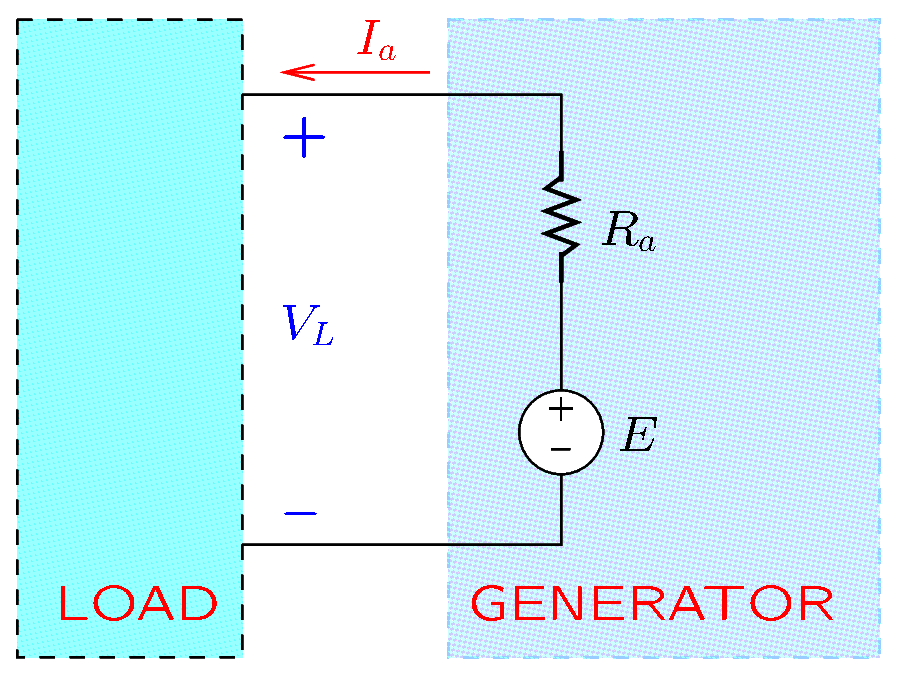 I_a
+
R_a
V_L
+
−
E
−
LOAD
GENERATOR